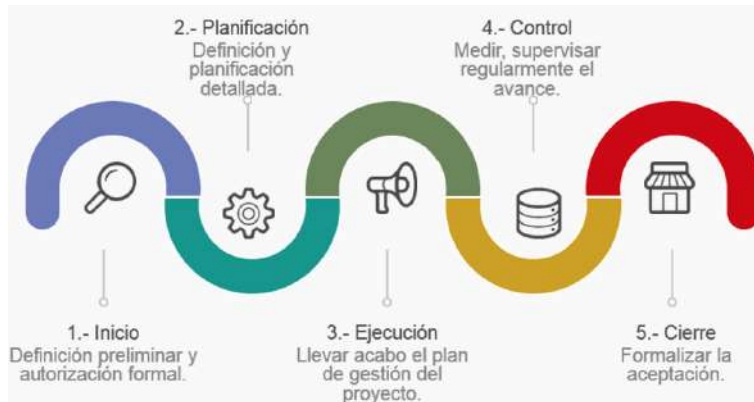 1.- Inicio
Definición preliminar y
autorización formal.
2.- Planificación
Definición y
planificación
detallada.
3.- Ejecución
Llevar acabo el plan
de gestión del
proyecto.
4.- Control
Medir, supervisar
regularmente el
avance.
5.- Cierre
Formalizar la
aceptación.